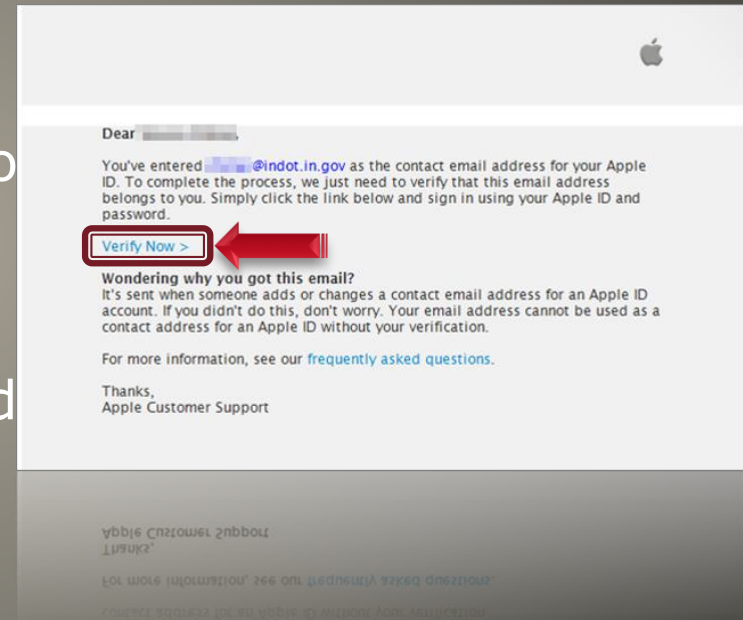 Dear
You've entered @indot.in.gov as the contact email address for your Apple
ID. To complete the process, we just need to verify that this email address
belongs to you. Simply click the link below and sign in using your Apple ID and
password.
Verify Now >
Wondering why you got this email?
It's sent when someone adds or changes a contact email address for an Apple ID
account. If you didn't do this, don't worry. Your email address cannot be used as a
contact address for an Apple ID without your verification.
For more information, see our frequently asked questions.
Thanks,
Apple Customer Support